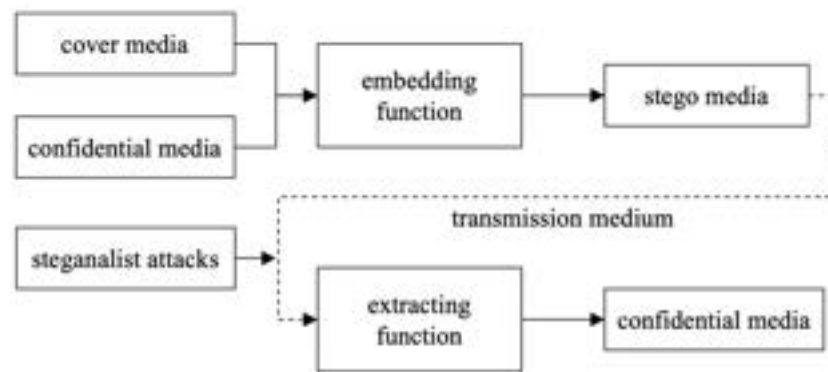 cover media
embedding
function
stego media
confidential media
transmission medium
steganalist attacks
extracting
function
confidential media